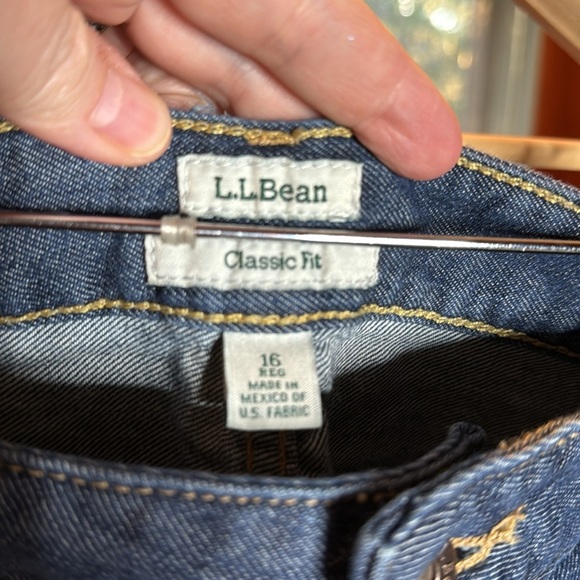 L.L.Bean
Classic Fit
16
REG
MADE IN
MEXICO OF
U.S. FABRIC